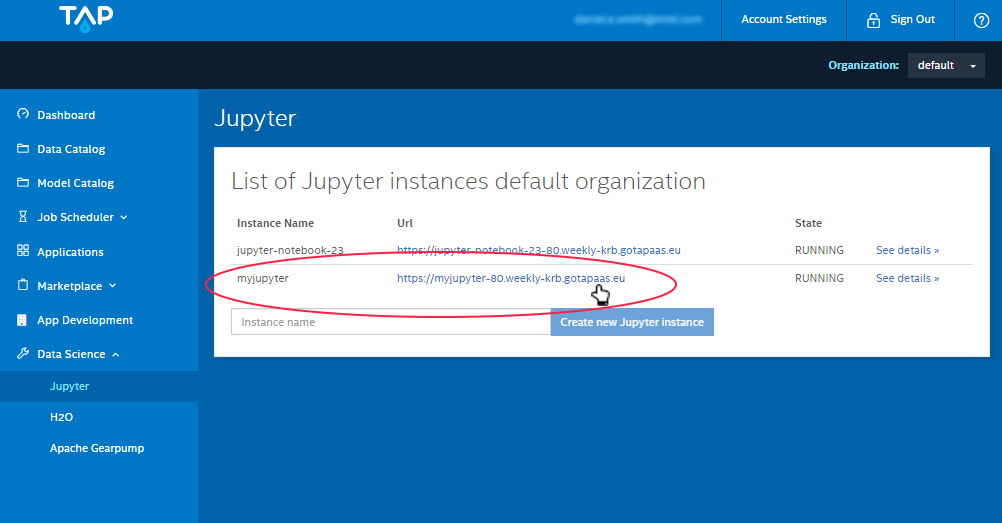 TAP
Account Settings
Sign Out
?
Organization: default
Dashboard
Data Catalog
Model Catalog
Job Scheduler
Applications
Marketplace
App Development
Data Science
Jupyter
H2O
Apache Gearpump
Jupyter
List of Jupyter instances default organization
Instance Name Url State
jupyter-notebook-23 https://jupyter-notebook-23-80.weekly-krb.gotapaas.eu RUNNING See details »
myjupyter https://myjupyter-80.weekly-krb.gotapaas.eu RUNNING See details »
Instance name Create new Jupyter instance